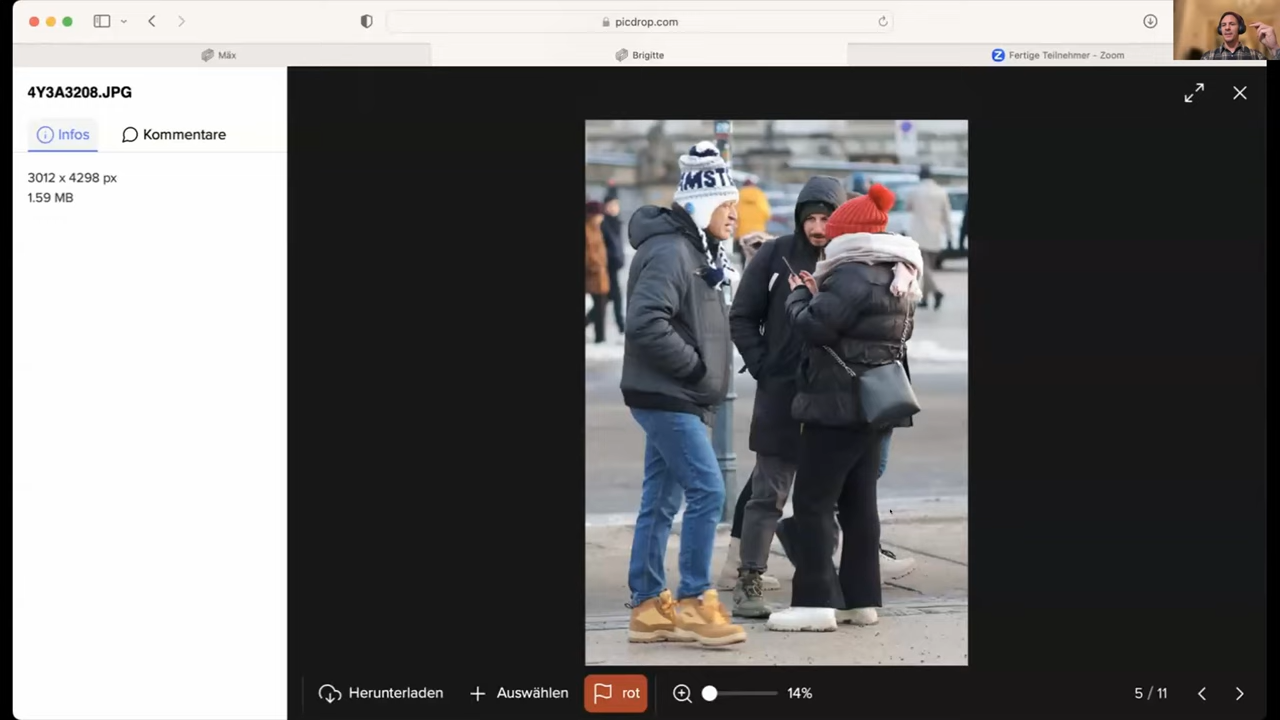 picdrop.com
Mäx
Brigitte
Fertige Teilnehmer – Zoom
4Y3A3208.JPG
Infos
Kommentare
3012 x 4298 px
1.59 MB
MST
Herunterladen
Auswählen
rot
14%
5 / 11